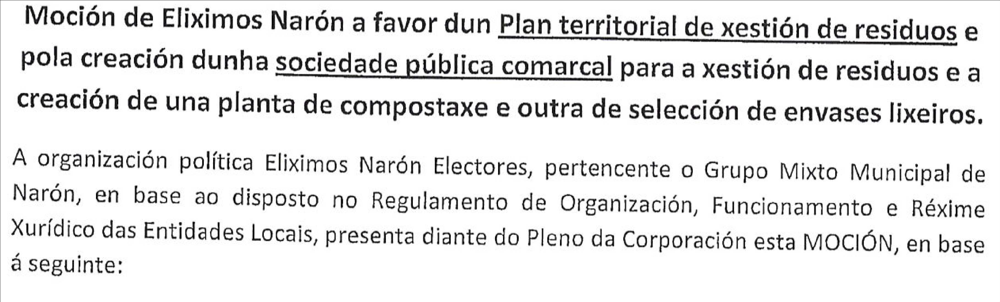 Moción de Eliximos Narón a favor dun Plan territorial de xestión de residuos e
pola creación dunha sociedade pública comarcal para a xestión de residuos e a
creación de una planta de compostaxe e outra de selección de envases lixeiros.
A organización política Eliximos Narón Electores, pertencente o Grupo Mixto Municipal de
Narón, en base ao disposto no Regulamento de Organización, Funcionamento e Réxime
Xurídico das Entidades Locais, presenta diante do Pleno da Corporación esta MOCIÓN, en base
á seguinte: